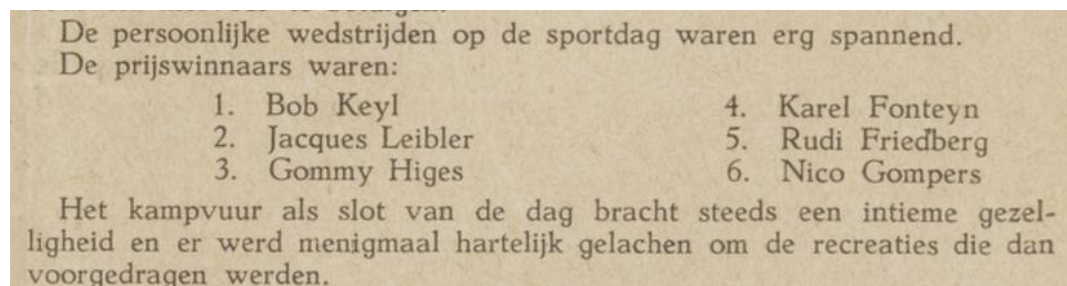 De persoonlijke wedstrijden op de sportdag waren erg spannend.
De prijswinnaars waren:
1. Bob Keyl
2. Jacques Leibler
3. Gommy Higes
4. Karel Fonteyn
5. Rudi Friedberg
6. Nico Gompers
Het kampvuur als slot van de dag bracht steeds een intieme gezel-
ligheid en er werd menigmaal hartelijk gelachen om de recreaties die dan
voorgedragen werden.